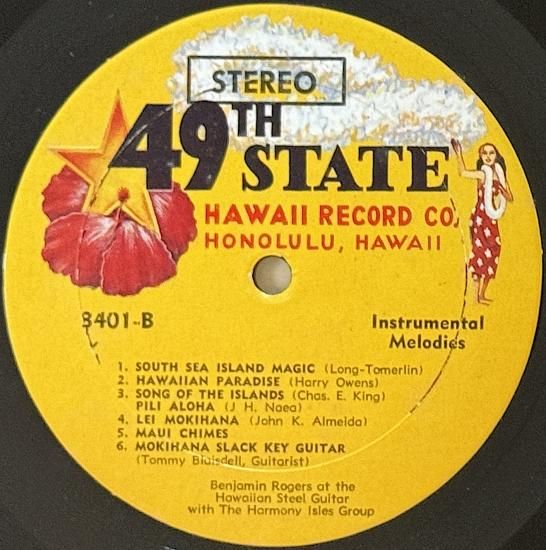 STEREO
49TH
STATE
HAWAII RECORD CO.
HONOLULU, HAWAII
3401-B
Instrumental
Melodies
1. SOUTH SEA ISLAND MAGIC (Long-Tomerlin)
2. HAWAIIAN PARADISE (Harry Owens)
3. SONG OF THE ISLANDS (Chas. E. King)
PILI ALOHA (J H. Naea)
4. LEI MOKIHANA (John K. Almeida)
5. MAUI CHIMES
6. MOKIHANA SLACK KEY GUITAR
(Tommy Blaisdell, Guitarist)
Benjamin Rogers at the
Hawaiian Steel Guitar
with The Harmony Isles Group